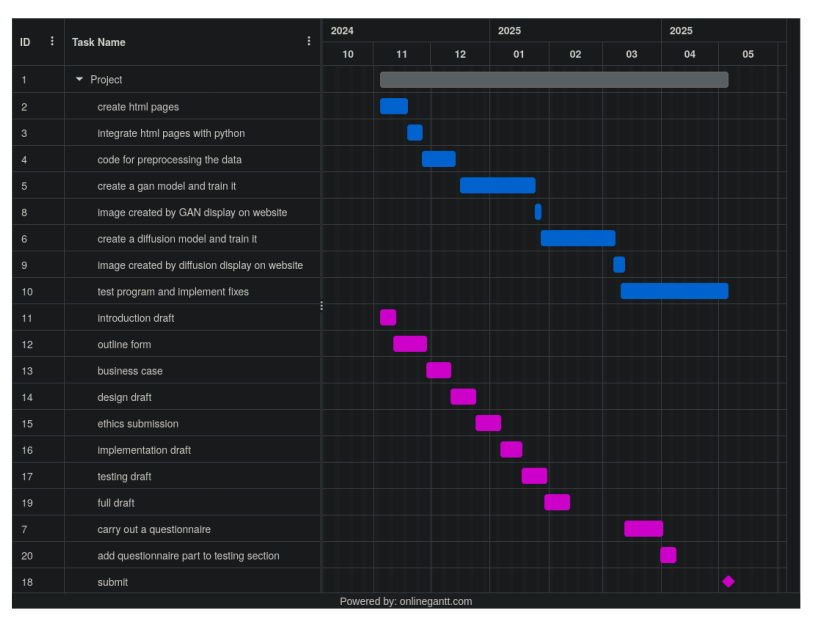 2024 2025 2025
ID Task Name
10 11 12 01 02 03 04 05
1 Project
2 create html pages
3 integrate html pages with python
4 code for preprocessing the data
5 create a gan model and train it
8 image created by GAN display on website
6 create a diffusion model and train it
9 image created by diffusion display on website
10 test program and implement fixes
11 introduction draft
12 outline form
13 business case
14 design draft
15 ethics submission
16 implementation draft
17 testing draft
19 full draft
7 carry out a questionnaire
20 add questionnaire part to testing section
18 submit
Powered by: onlinegantt.com